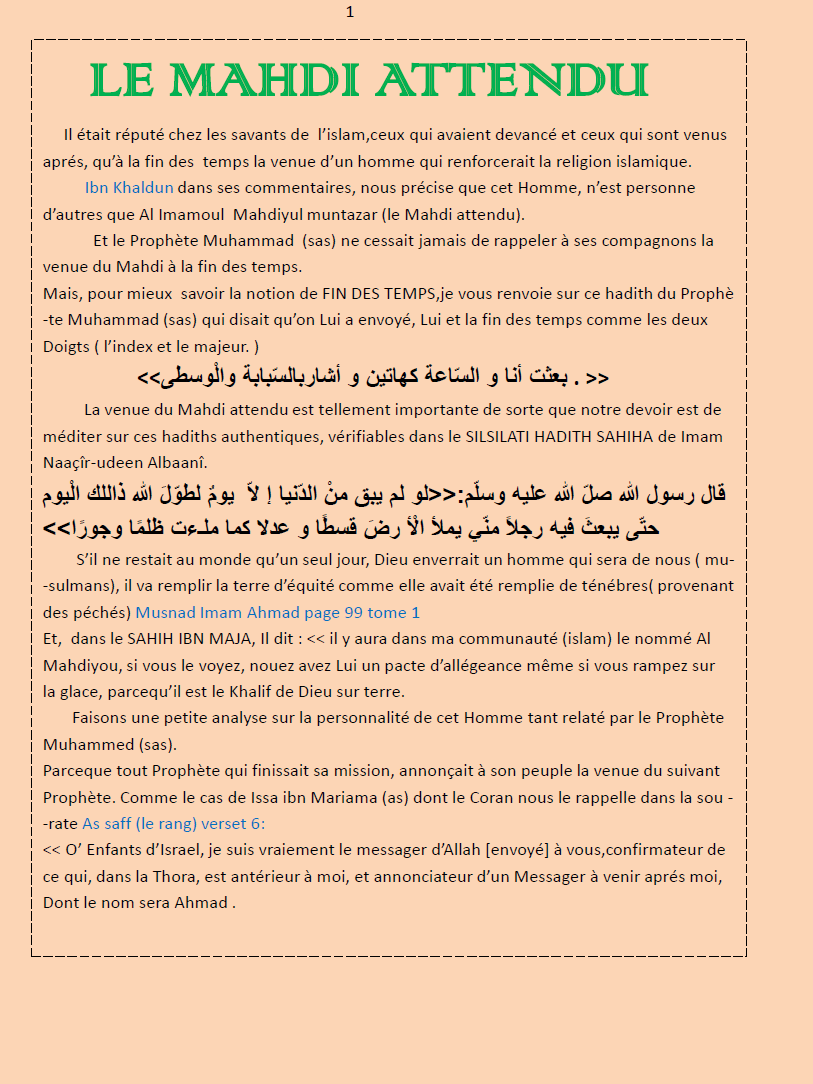 1
LE MAHDI ATTENDU
Il était réputé chez les savants de l’islam,ceux qui avaient devancé et ceux qui sont venus
aprés, qu’à la fin des temps la venue d’un homme qui renforcerait la religion islamique.
Ibn Khaldun dans ses commentaires, nous précise que cet Homme, n’est personne
d’autres que Al Imamoul Mahdiyul muntazar (le Mahdi attendu).
Et le Prophète Muhammad (sas) ne cessait jamais de rappeler à ses compagnons la
venue du Mahdi à la fin des temps.
Mais, pour mieux savoir la notion de FIN DES TEMPS,je vous renvoie sur ce hadith du Prophè
-te Muhammad (sas) qui disait qu’on Lui a envoyé, Lui et la fin des temps comme les deux
Doigts ( l’index et le majeur. )
<<بعثت أنا و السّاعة كهاتين و أشاربالسّبابة والْوسطى . >>
La venue du Mahdi attendu est tellement importante de sorte que notre devoir est de
méditer sur ces hadiths authentiques, vérifiables dans le SILSILATI HADITH SAHIHA de Imam
Naaçîr-udeen Albaanî.
قال رسول الله صلّ الله عليه وسلّم:<<لو لم يبق منْ الدّنيا إ لاّ يومٌ لطوّلَ الله ذاللك الْيوم
حتّى يبعثَ فيه رجلاً منّي يملأ الْأ رضَ قسطًا و عدلا كما ملـءت ظلمًا وجورًا>>
S’il ne restait au monde qu’un seul jour, Dieu enverrait un homme qui sera de nous ( mu-
-sulmans), il va remplir la terre d’équité comme elle avait été remplie de ténébres( provenant
des péchés) Musnad Imam Ahmad page 99 tome 1
Et, dans le SAHIH IBN MAJA, Il dit : << il y aura dans ma communauté (islam) le nommé Al
Mahdiyou, si vous le voyez, nouez avez Lui un pacte d’allégeance même si vous rampez sur
la glace, parcequ’il est le Khalif de Dieu sur terre.
Faisons une petite analyse sur la personnalité de cet Homme tant relaté par le Prophète
Muhammed (sas).
Parceque tout Prophète qui finissait sa mission, annonçait à son peuple la venue du suivant
Prophète. Comme le cas de Issa ibn Mariama (as) dont le Coran nous le rappelle dans la sou -
-rate As saff (le rang) verset 6:
<< O’ Enfants d’Israel, je suis vraiement le messager d’Allah [envoyé] à vous,confirmateur de
ce qui, dans la Thora, est antérieur à moi, et annonciateur d’un Messager à venir aprés moi,
Dont le nom sera Ahmad .